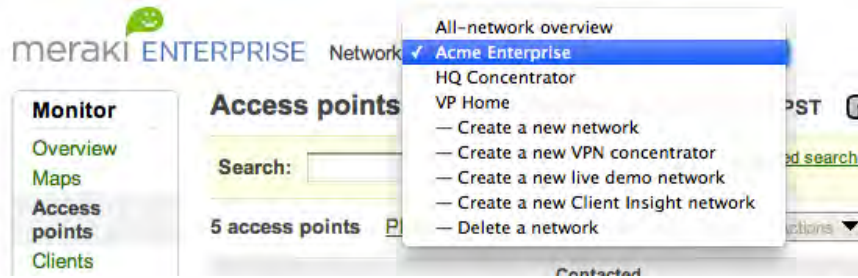 meraki ENTERPRISE Network
All-network overview
✓ Acme Enterprise
HQ Concentrator
VP Home
— Create a new network
— Create a new VPN concentrator
— Create a new live demo network
— Create a new Client Insight network
— Delete a network
Monitor
Overview
Maps
Access
points
Clients
Access points
PST
Search:
search
5 access points
Contacted